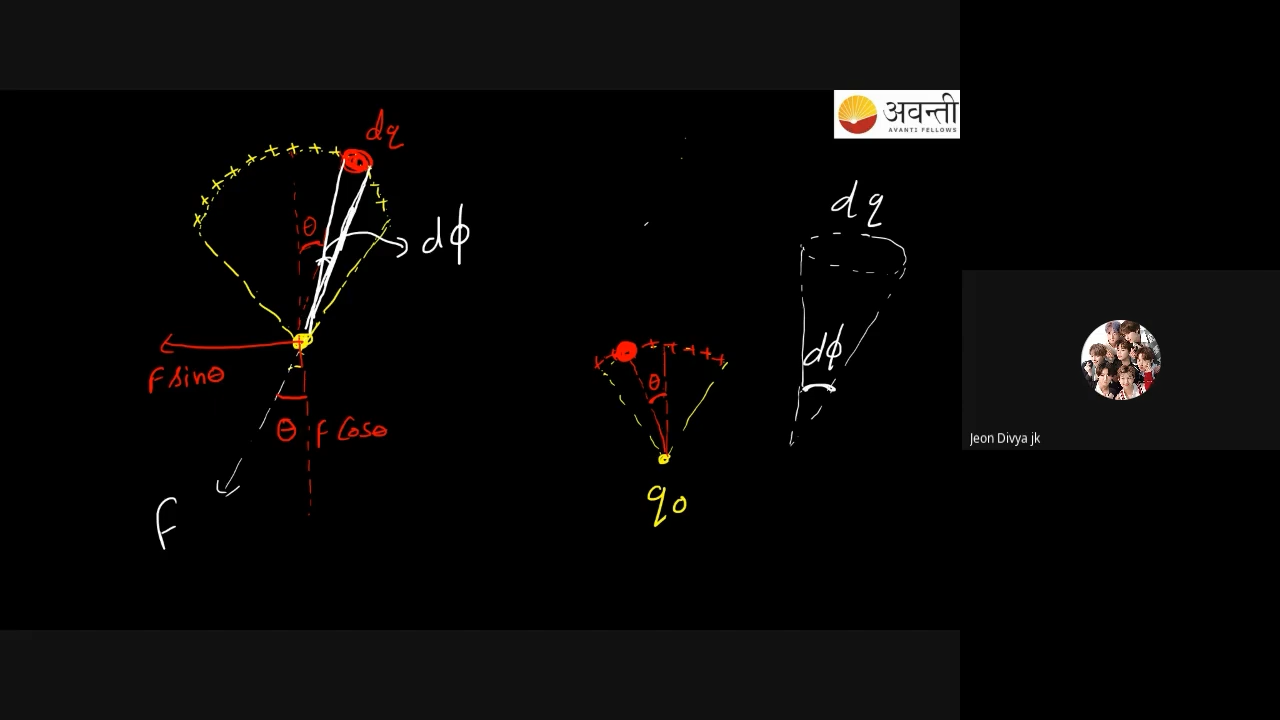 dq
अवन्ती
AVANTI FELLOWS
dq
θ
dϕ
dϕ
F sinθ
θ
θ F Cosθ
q₀
F
Jeon Divya jk